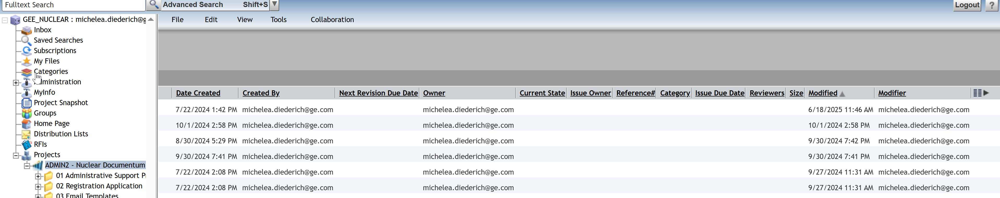 Fulltext Search Advanced Search Shift+S Logout ?
File Edit View Tools Collaboration
GEE_NUCLEAR : michelea.diederich@g
Inbox
Saved Searches
Subscriptions
My Files
Categories
Administration
MyInfo
Project Snapshot
Groups
Home Page
Distribution Lists
RFIs
Projects
ADMIN2 - Nuclear Documentum
01 Administrative Support P
02 Registration Application
03 Email Templates
Date Created Created By Next Revision Due Date Owner Current State Issue Owner Reference# Category Issue Due Date Reviewers Size Modified Modifier
7/22/2024 1:42 PM michelea.diederich@ge.com michelea.diederich@ge.com 6/18/2025 11:46 AM michelea.diederich@ge.com
10/1/2024 2:58 PM michelea.diederich@ge.com michelea.diederich@ge.com 10/1/2024 2:58 PM michelea.diederich@ge.com
8/30/2024 5:29 PM michelea.diederich@ge.com michelea.diederich@ge.com 9/30/2024 7:42 PM michelea.diederich@ge.com
9/30/2024 7:41 PM michelea.diederich@ge.com michelea.diederich@ge.com 9/30/2024 7:41 PM michelea.diederich@ge.com
7/22/2024 2:08 PM michelea.diederich@ge.com michelea.diederich@ge.com 9/27/2024 11:31 AM michelea.diederich@ge.com
7/22/2024 2:08 PM michelea.diederich@ge.com michelea.diederich@ge.com 9/27/2024 11:31 AM michelea.diederich@ge.com